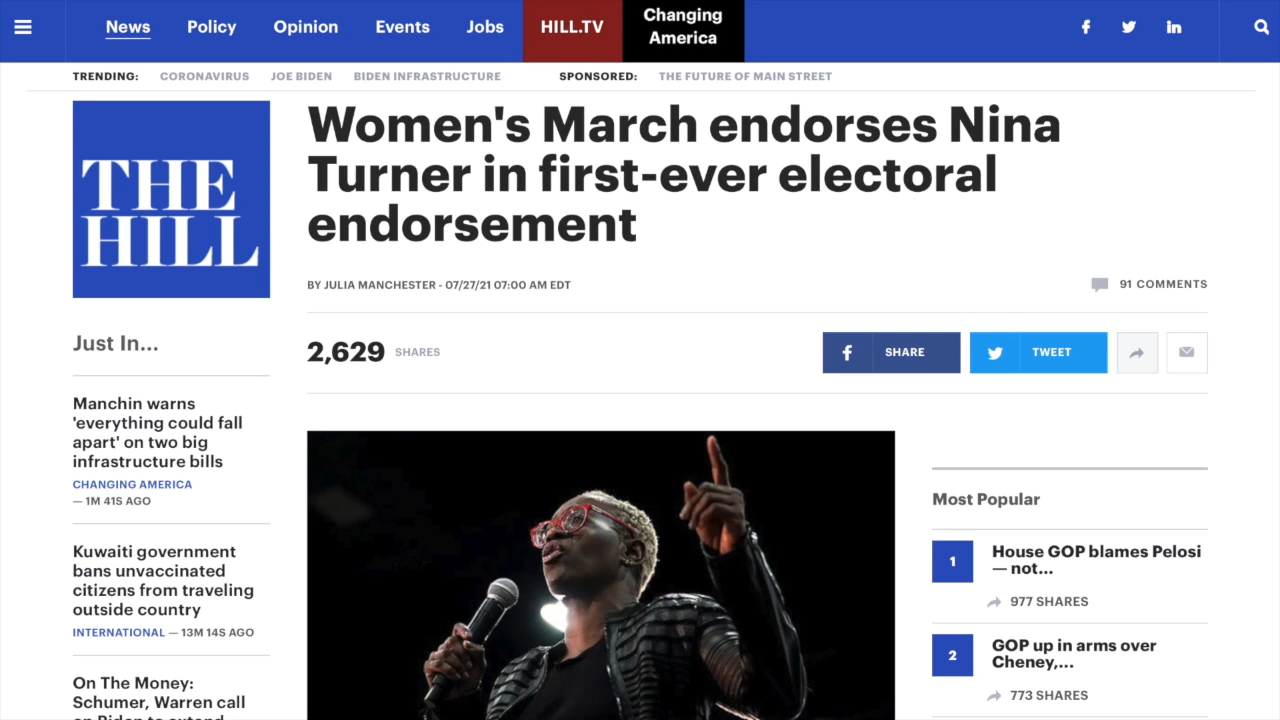 News
Policy
Opinion
Events
Jobs
HILL.TV
Changing
America
TRENDING:
CORONAVIRUS
JOE BIDEN
BIDEN INFRASTRUCTURE
SPONSORED:
THE FUTURE OF MAIN STREET
THE
HILL
Women's March endorses Nina
Turner in first-ever electoral
endorsement
BY JULIA MANCHESTER - 07/27/21 07:00 AM EDT
91 COMMENTS
2,629 SHARES
SHARE
TWEET
Just In...
Manchin warns
'everything could fall
apart' on two big
infrastructure bills
CHANGING AMERICA
— 1M 41S AGO
Kuwaiti government
bans unvaccinated
citizens from traveling
outside country
INTERNATIONAL — 13M 14S AGO
On The Money:
Schumer, Warren call
on Biden to extend
Most Popular
1
House GOP blames Pelosi
— not...
977 SHARES
2
GOP up in arms over
Cheney,...
773 SHARES